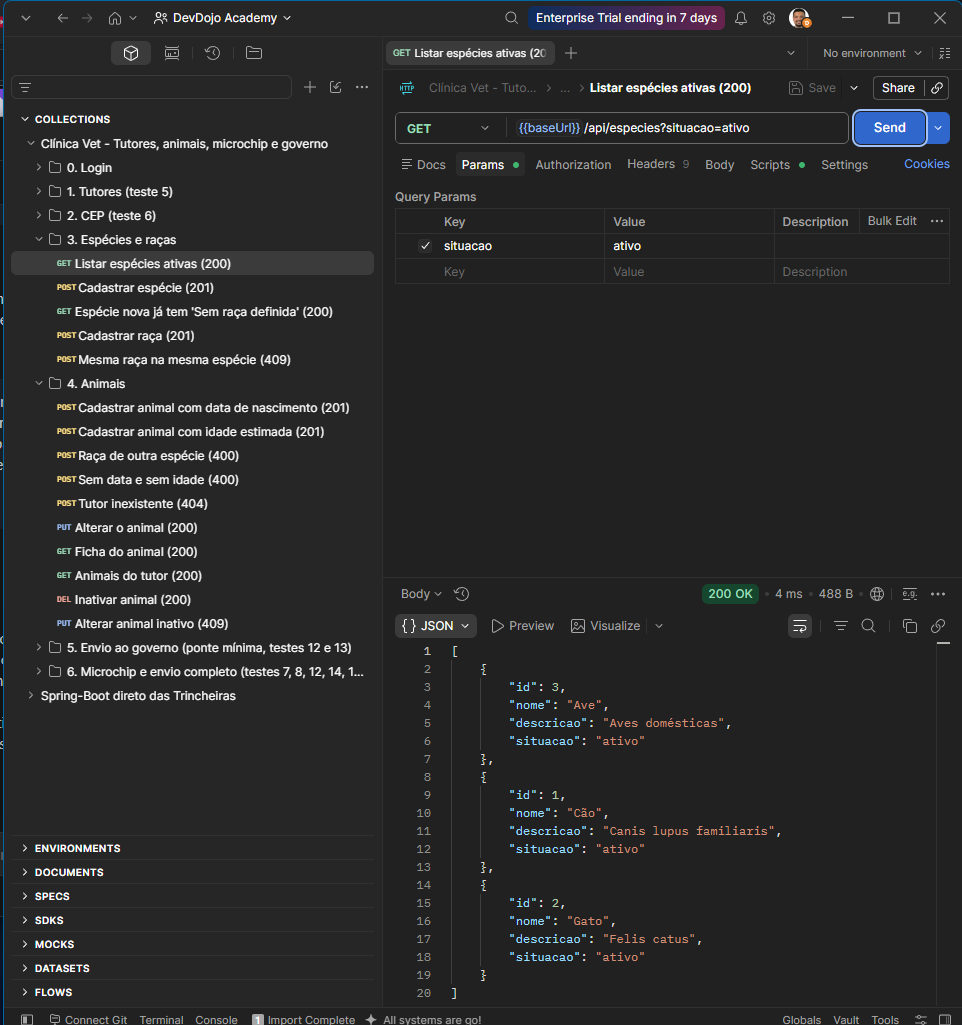 DevDojo Academy
Enterprise Trial ending in 7 days
COLLECTIONS
Clínica Vet - Tutores, animais, microchip e governo
0. Login
1. Tutores (teste 5)
2. CEP (teste 6)
3. Espécies e raças
GET Listar espécies ativas (200)
POST Cadastrar espécie (201)
GET Espécie nova já tem 'Sem raça definida' (200)
POST Cadastrar raça (201)
POST Mesma raça na mesma espécie (409)
4. Animais
POST Cadastrar animal com data de nascimento (201)
POST Cadastrar animal com idade estimada (201)
POST Raça de outra espécie (400)
POST Sem data e sem idade (400)
POST Tutor inexistente (404)
PUT Alterar o animal (200)
GET Ficha do animal (200)
GET Animais do tutor (200)
DEL Inativar animal (200)
PUT Alterar animal inativo (409)
5. Envio ao governo (ponte mínima, testes 12 e 13)
6. Microchip e envio completo (testes 7, 8, 12, 14, 1...
Spring-Boot direto das Trincheiras
ENVIRONMENTS
DOCUMENTS
SPECS
SDKS
MOCKS
DATASETS
FLOWS
GET Listar espécies ativas (20
No environment
HTTP Clínica Vet - Tuto... > ... > Listar espécies ativas (200)
Save
Share
GET {{baseUrl}} /api/especies?situacao=ativo
Send
Docs Params Authorization Headers 9 Body Scripts Settings Cookies
Query Params
Key Value Description Bulk Edit
situacao ativo
Key Value Description
Body 200 OK 4 ms 488 B e.g.
{} JSON Preview Visualize
1 [
2 {
3 "id": 3,
4 "nome": "Ave",
5 "descricao": "Aves domésticas",
6 "situacao": "ativo"
7 },
8 {
9 "id": 1,
10 "nome": "Cão",
11 "descricao": "Canis lupus familiaris",
12 "situacao": "ativo"
13 },
14 {
15 "id": 2,
16 "nome": "Gato",
17 "descricao": "Felis catus",
18 "situacao": "ativo"
19 }
20 ]
Connect Git Terminal Console 1 Import Complete All systems are go! Globals Vault Tools